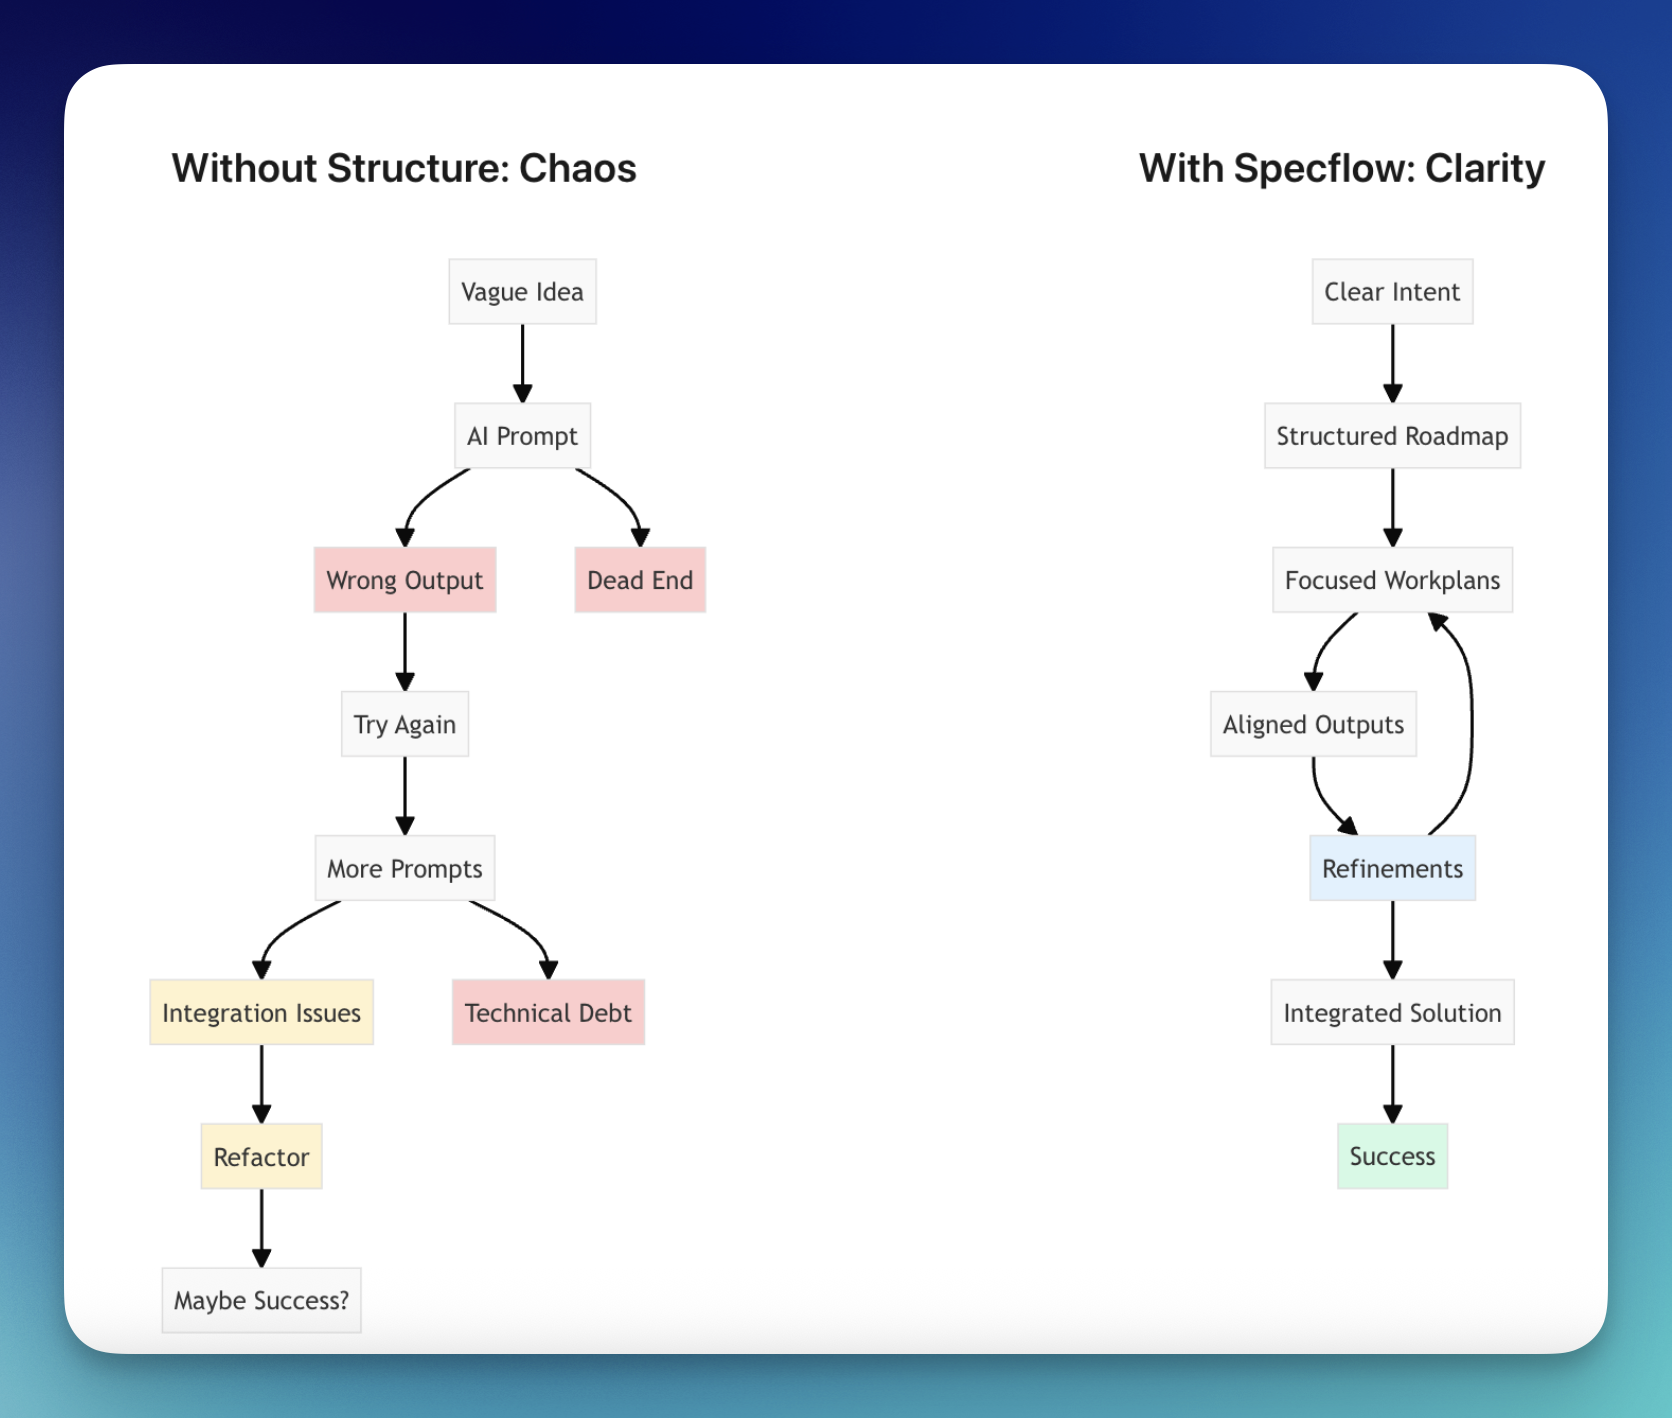 Without Structure: Chaos
Vague Idea
AI Prompt
Wrong Output
Dead End
Try Again
More Prompts
Integration Issues
Technical Debt
Refactor
Maybe Success?
With Specflow: Clarity
Clear Intent
Structured Roadmap
Focused Workplans
Aligned Outputs
Refinements
Integrated Solution
Success